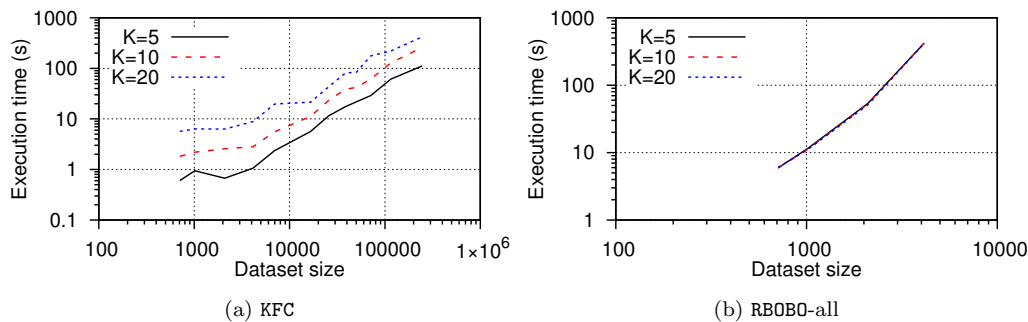 1000
100
10
1
0.1
Execution time (s)
K=5
K=10
K=20
100 1000 10000 100000 1×10⁶
Dataset size
(a) KFC
1000
100
10
1
Execution time (s)
K=5
K=10
K=20
100 1000 10000
Dataset size
(b) RBOBO-all